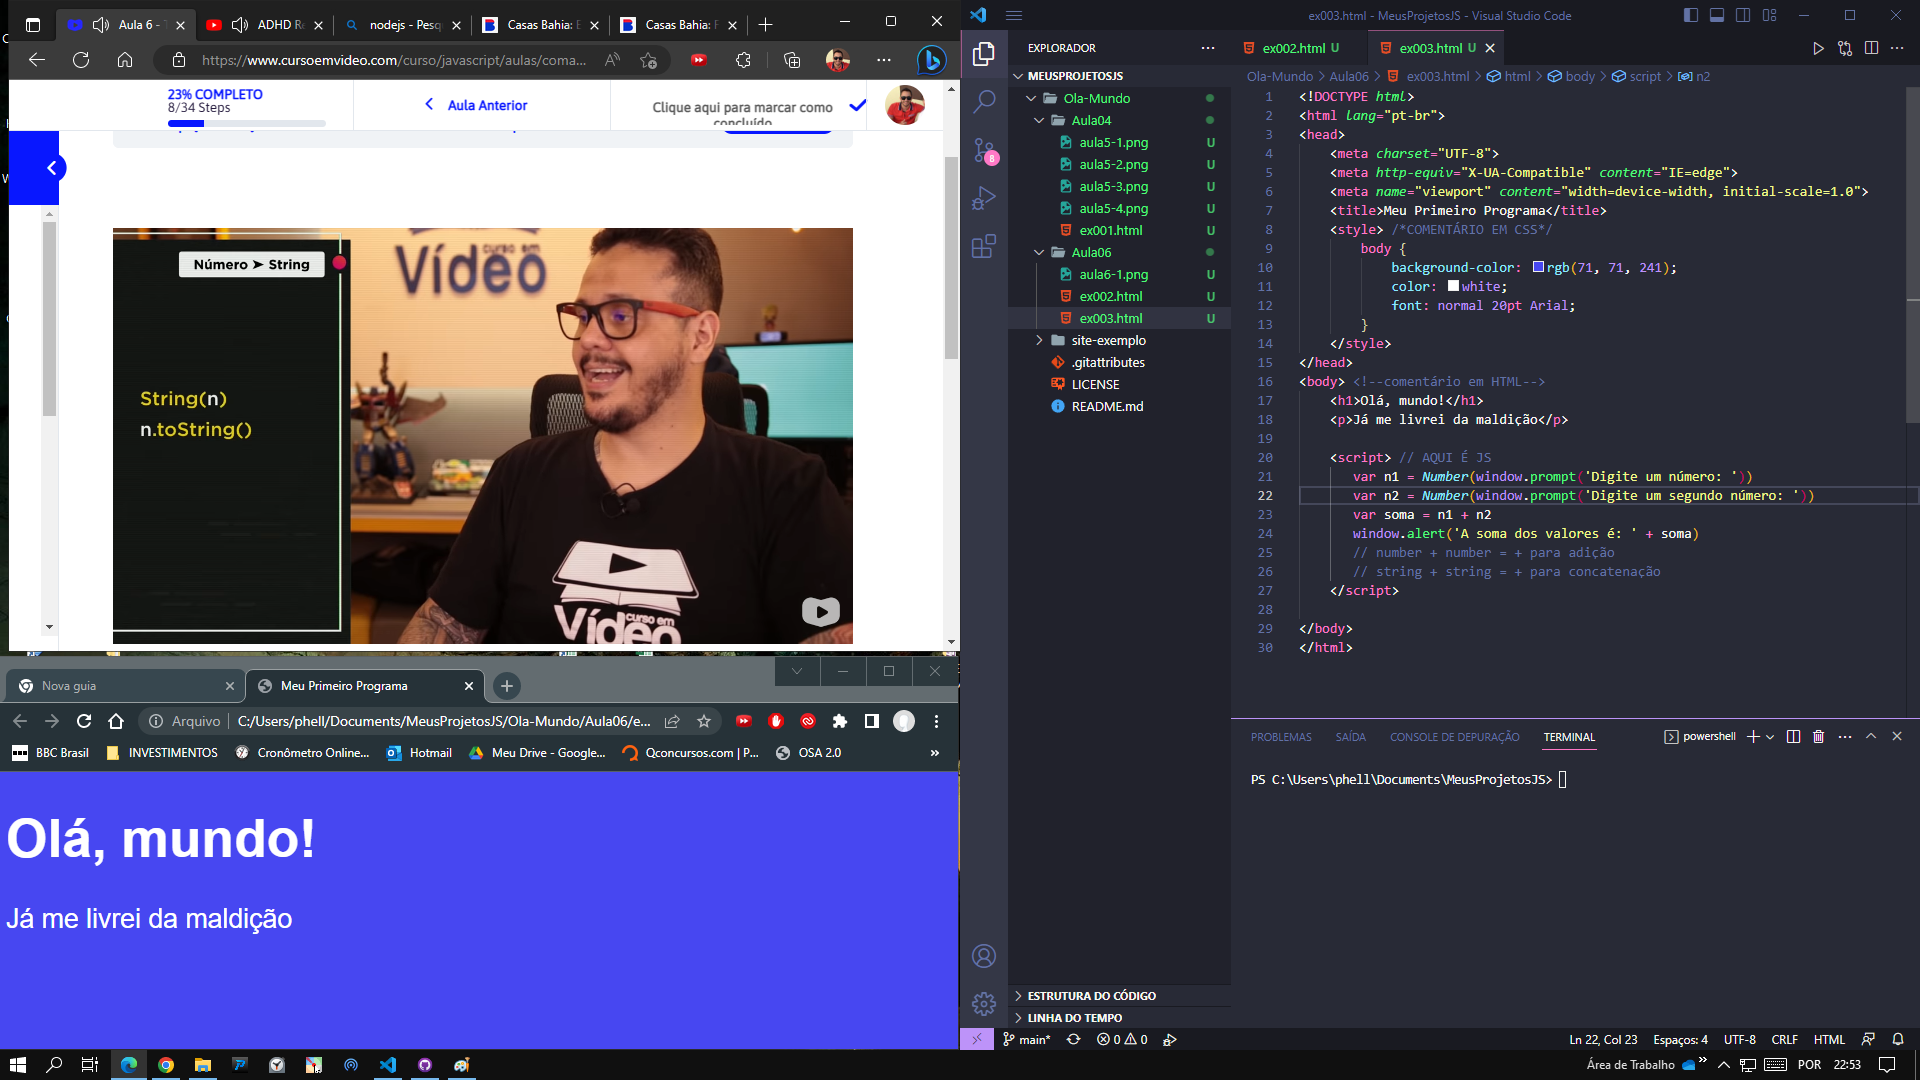 Aula 6 - T
ADHD Re
nodejs - Pesq
Casas Bahia: E
Casas Bahia: F
https://www.cursoemvideo.com/curso/javascript/aulas/coma...
23% COMPLETO
8/34 Steps
Aula Anterior
Clique aqui para marcar como
concluído
Número ➤ String
String(n)
n.toString()
curso em
Vídeo
curso em
Vídeo
Nova guia
Meu Primeiro Programa
Arquivo
C:/Users/phell/Documents/MeusProjetosJS/Ola-Mundo/Aula06/e...
BBC Brasil
INVESTIMENTOS
Cronômetro Online...
Hotmail
Meu Drive - Google...
Qconcursos.com | P...
OSA 2.0
»
Olá, mundo!
Já me livrei da maldição
ex003.html - MeusProjetosJS - Visual Studio Code
EXPLORADOR
MEUSPROJETOSJS
Ola-Mundo
Aula04
aula5-1.png U
aula5-2.png U
aula5-3.png U
aula5-4.png U
ex001.html U
Aula06
aula6-1.png U
ex002.html U
ex003.html U
site-exemplo
.gitattributes
LICENSE
README.md
8
ESTRUTURA DO CÓDIGO
LINHA DO TEMPO
ex002.html U
ex003.html U
Ola-Mundo > Aula06 > ex003.html > html > body > script > n2
1 <!DOCTYPE html>
2 <html lang="pt-br">
3 <head>
4 <meta charset="UTF-8">
5 <meta http-equiv="X-UA-Compatible" content="IE=edge">
6 <meta name="viewport" content="width=device-width, initial-scale=1.0">
7 <title>Meu Primeiro Programa</title>
8 <style> /*COMENTÁRIO EM CSS*/
9 body {
10 background-color: rgb(71, 71, 241);
11 color: white;
12 font: normal 20pt Arial;
13 }
14 </style>
15 </head>
16 <body> <!--comentário em HTML-->
17 <h1>Olá, mundo!</h1>
18 <p>Já me livrei da maldição</p>
19
20 <script> // AQUI É JS
21 var n1 = Number(window.prompt('Digite um número: '))
22 var n2 = Number(window.prompt('Digite um segundo número: '))
23 var soma = n1 + n2
24 window.alert('A soma dos valores é: ' + soma)
25 // number + number = + para adição
26 // string + string = + para concatenação
27 </script>
28
29 </body>
30 </html>
PROBLEMAS
SAÍDA
CONSOLE DE DEPURAÇÃO
TERMINAL
powershell
PS C:\Users\phell\Documents\MeusProjetosJS>
main*
0
0
Ln 22, Col 23
Espaços: 4
UTF-8
CRLF
HTML
Área de Trabalho
»
POR
22:53